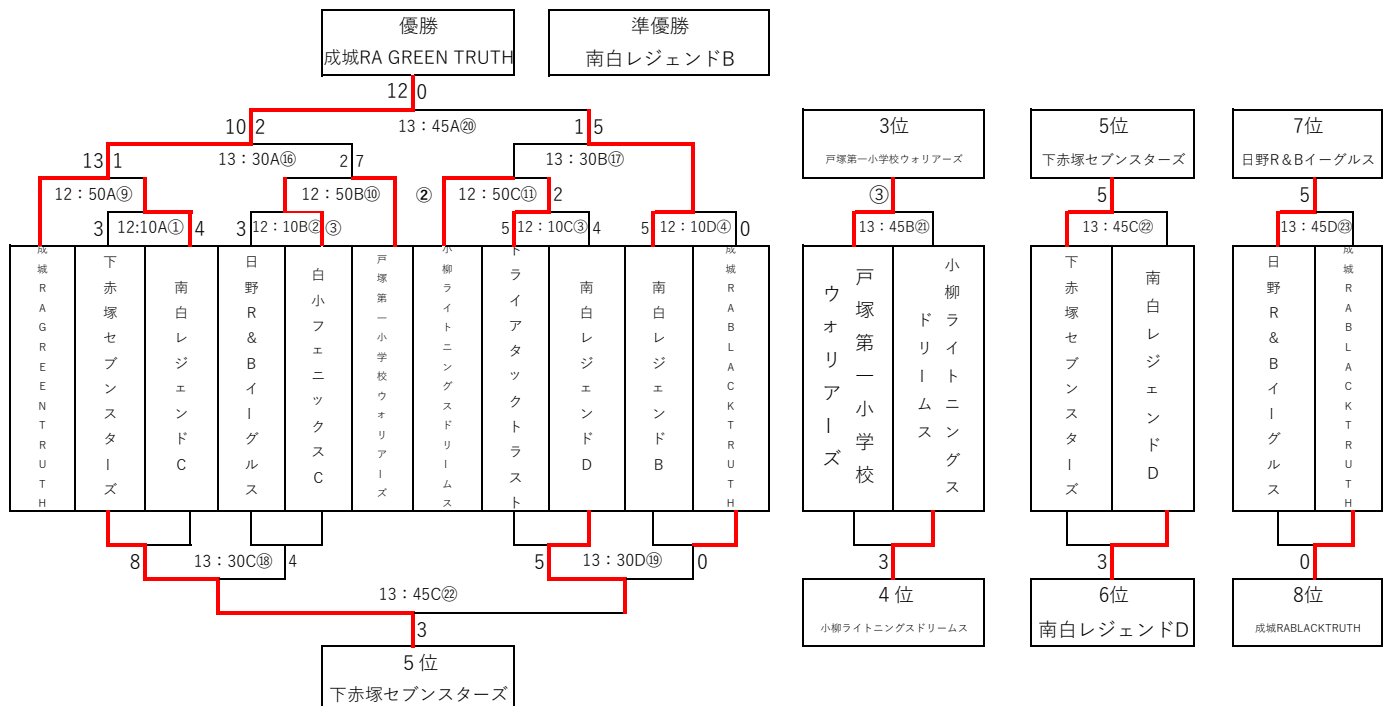 優勝
成城RA GREEN TRUTH
準優勝
南白レジェンドB
12 0
10 2
13：45A⑳
1 5
13 1
13：30A⑯
2 7
13：30B⑰
12：50A⑨
12：50B⑩
②
12：50C⑪
2
3
12:10A①
4
3
12：10B②
③
5
12：10C③
4
5
12：10D④
0
成城RAGREENTRUTH
下赤塚セブンスターズ
南白レジェンドC
日野R&Bイーグルス
白小フェニックスC
戸塚第一小学校ウォリアーズ
小柳ライトニングスドリームス
トライアタックトラスト
南白レジェンドD
南白レジェンドB
成城RABLACKTRUTH
8
13：30C⑱
4
5
13：30D⑲
0
13：45C㉒
3
5位
下赤塚セブンスターズ
3位
戸塚第一小学校ウォリアーズ
③
13：45B㉑
戸塚第一小学校
ウォリアーズ
小柳ライトニングス
ドリームス
3
4位
小柳ライトニングスドリームス
5位
下赤塚セブンスターズ
5
13：45C㉒
下赤塚セブンスターズ
南白レジェンドD
3
6位
南白レジェンドD
7位
日野R＆Bイーグルス
5
13：45D㉓
日野R&Bイーグルス
成城RABLACKTRUTH
0
8位
成城RABLACKTRUTH